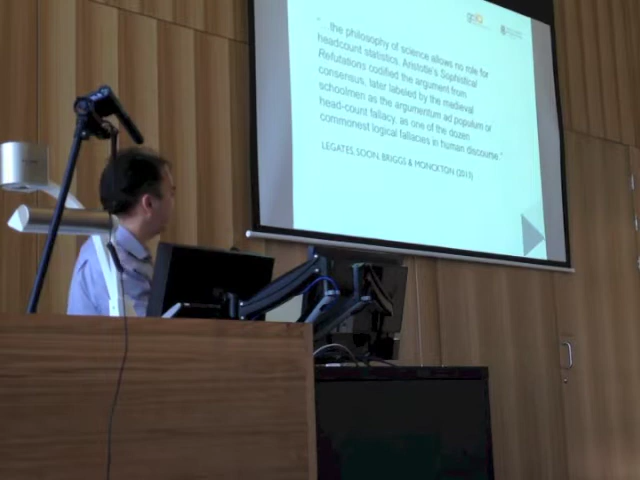 "... the philosophy of science allows no role for
headcount statistics. Aristotle's Sophistical
Refutations codified the argument from
consensus, later labeled by the medieval
schoolmen as the argumentum ad populum or
head-count fallacy, as one of the dozen
commonest logical fallacies in human discourse."
LEGATES, SOON, BRIGGS & MONCKTON (2013)